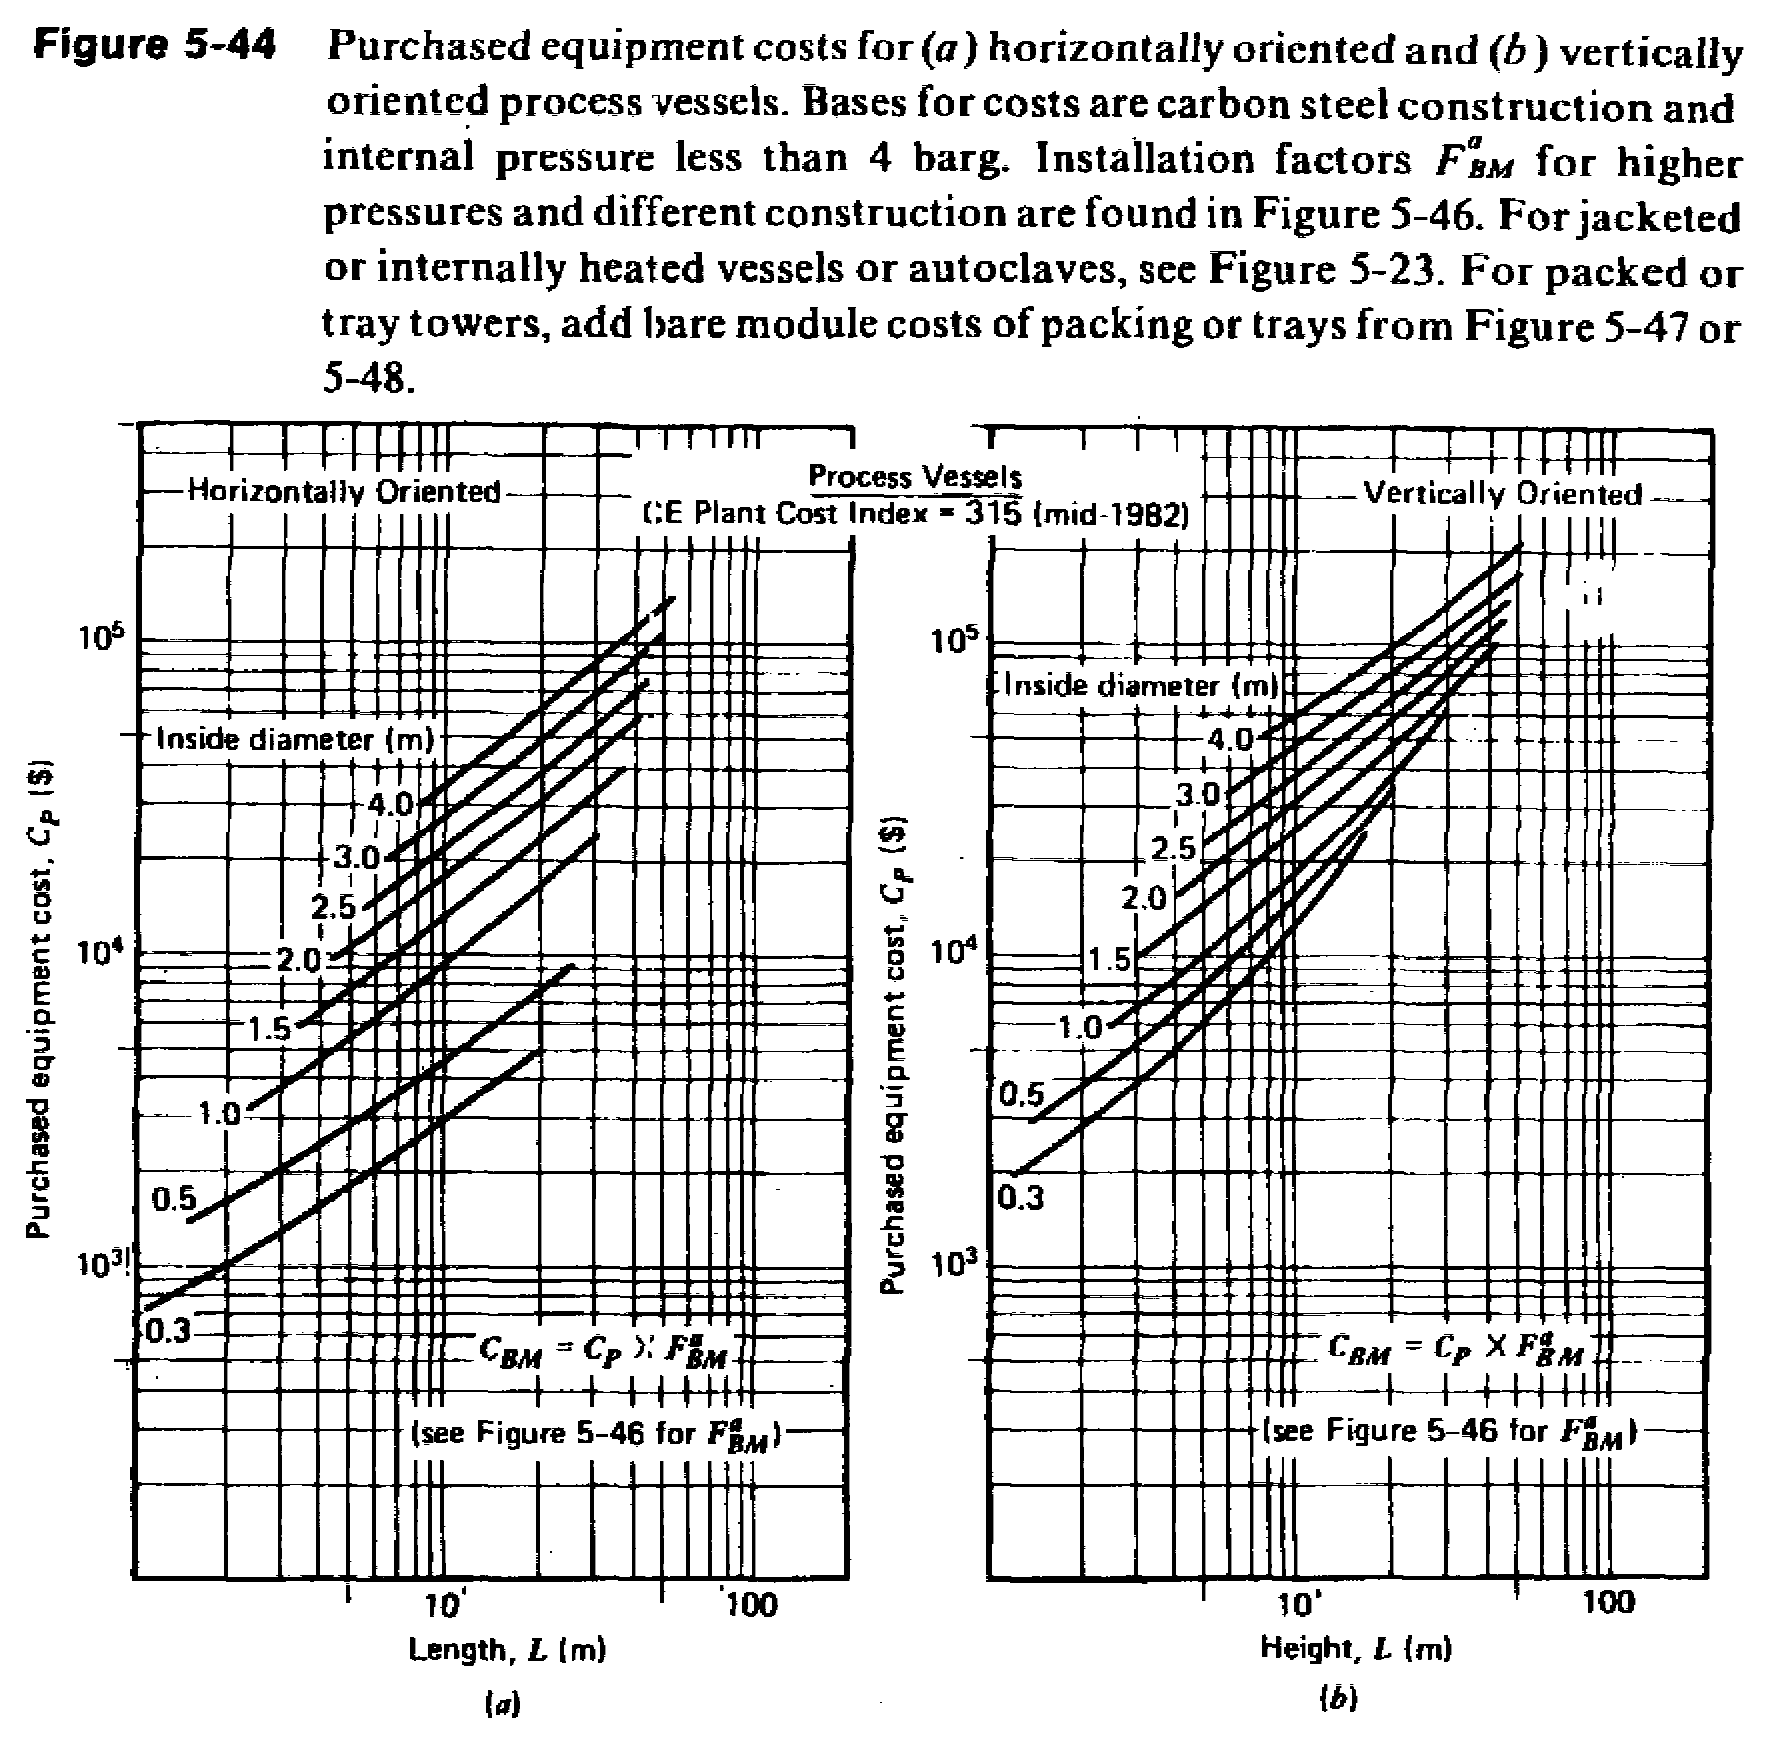 Figure 5-44 Purchased equipment costs for (a) horizontally oriented and (b) vertically
oriented process vessels. Bases for costs are carbon steel construction and
internal pressure less than 4 barg. Installation factors F^a_BM for higher
pressures and different construction are found in Figure 5-46. For jacketed
or internally heated vessels or autoclaves, see Figure 5-23. For packed or
tray towers, add bare module costs of packing or trays from Figure 5-47 or
5-48.
Process Vessels
CE Plant Cost Index = 315 (mid-1982)
Horizontally Oriented
Purchased equipment cost, C_P ($)
10^5
10^4
10^3
Inside diameter (m)
4.0
3.0
2.5
2.0
1.5
1.0
0.5
0.3
C_BM = C_P X F^a_BM
(see Figure 5-46 for F^a_BM)
10
100
Length, L (m)
(a)
Vertically Oriented
Purchased equipment cost, C_P ($)
10^5
10^4
10^3
Inside diameter (m)
4.0
3.0
2.5
2.0
1.5
1.0
0.5
0.3
C_BM = C_P X F^a_BM
(see Figure 5-46 for F^a_BM)
10
100
Height, L (m)
(b)